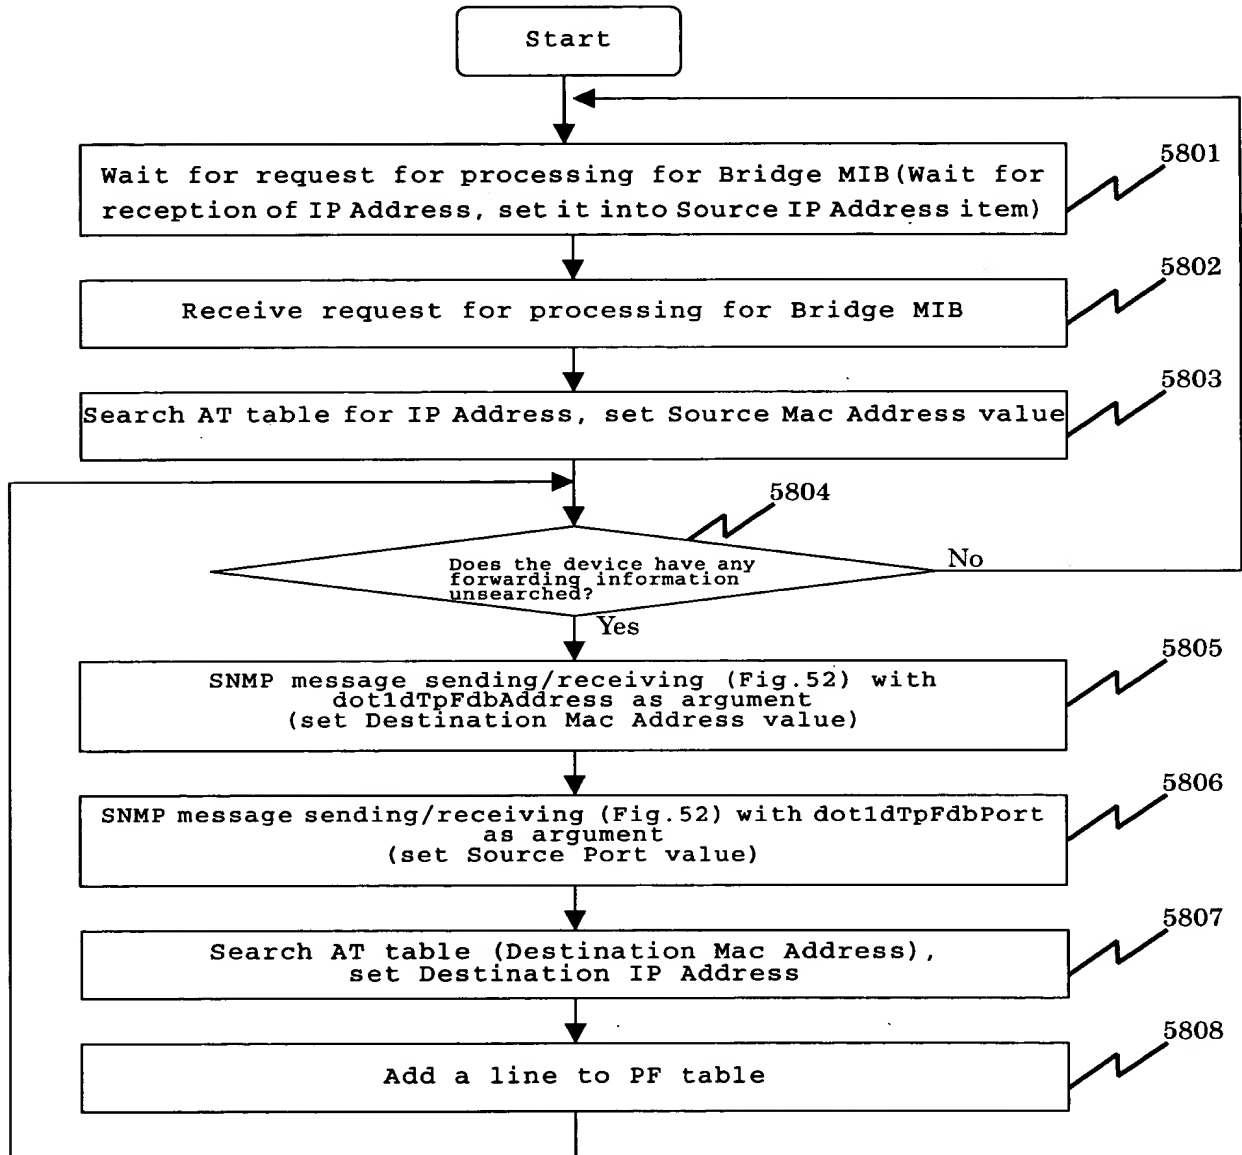 Start
Wait for request for processing for Bridge MIB(Wait for
reception of IP Address, set it into Source IP Address item)
5801
Receive request for processing for Bridge MIB
5802
Search AT table for IP Address, set Source Mac Address value
5803
5804
Does the device have any
forwarding information
unsearched?
No
Yes
SNMP message sending/receiving (Fig.52) with
dot1dTpFdbAddress as argument
(set Destination Mac Address value)
5805
SNMP message sending/receiving (Fig.52) with dot1dTpFdbPort
as argument
(set Source Port value)
5806
Search AT table (Destination Mac Address),
set Destination IP Address
5807
Add a line to PF table
5808